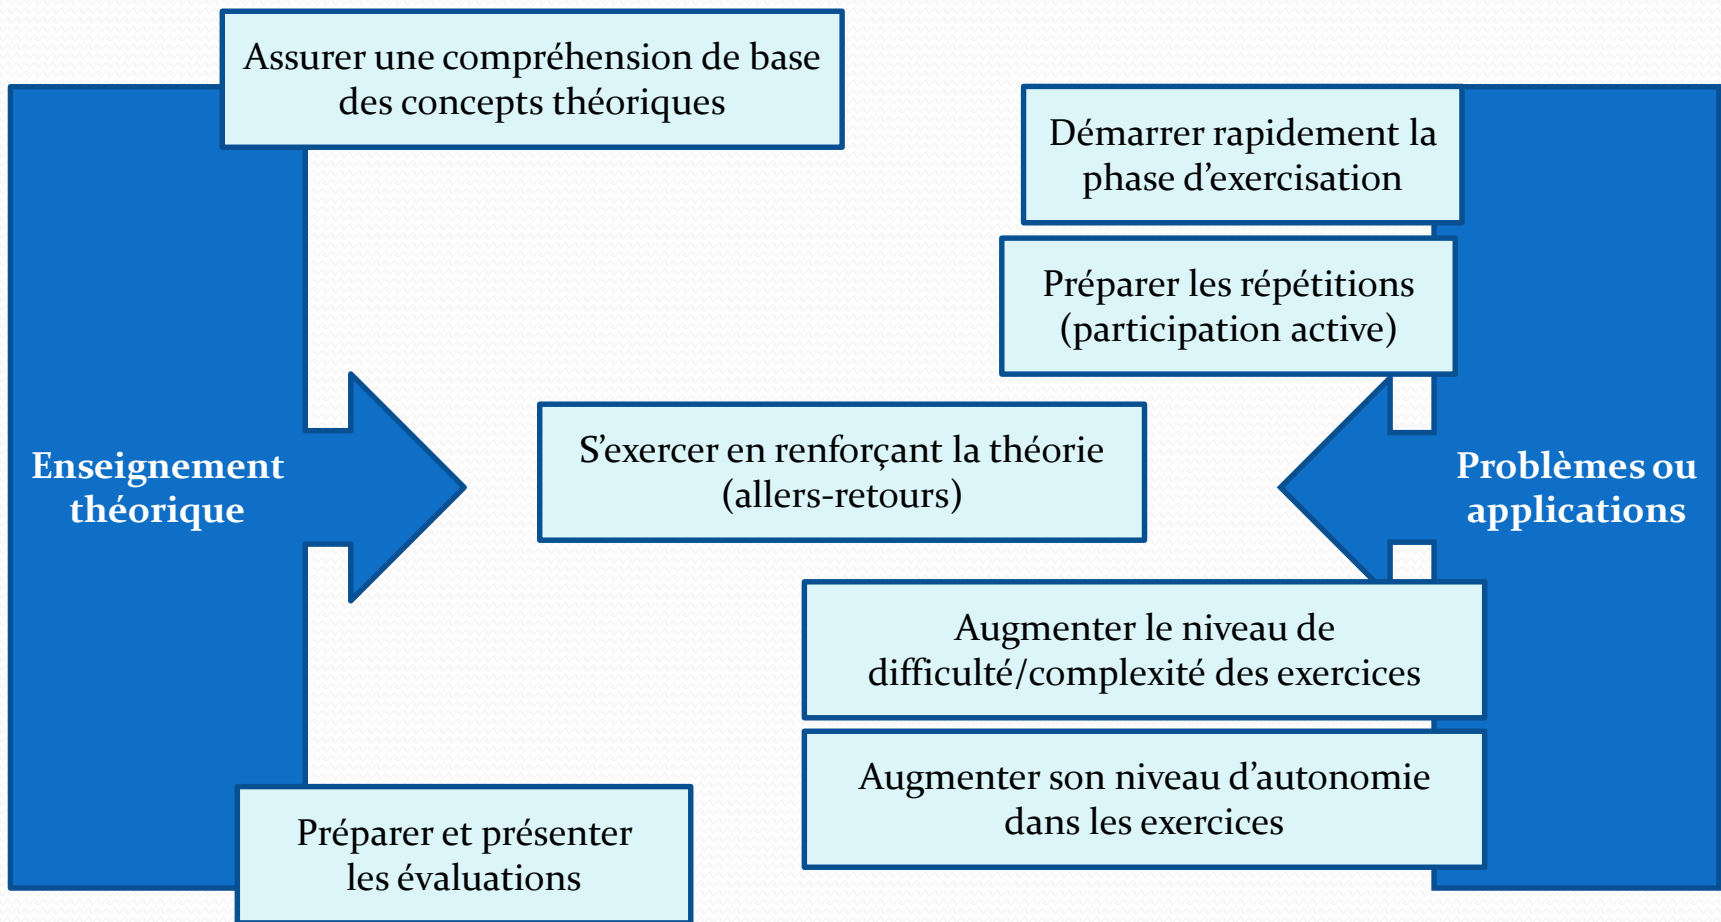 Assurer une compréhension de base
des concepts théoriques
Démarrer rapidement la
phase d’exercisation
Préparer les répétitions
(participation active)
Enseignement
théorique
S’exercer en renforçant la théorie
(allers-retours)
Problèmes ou
applications
Augmenter le niveau de
difficulté/complexité des exercices
Augmenter son niveau d’autonomie
dans les exercices
Préparer et présenter
les évaluations